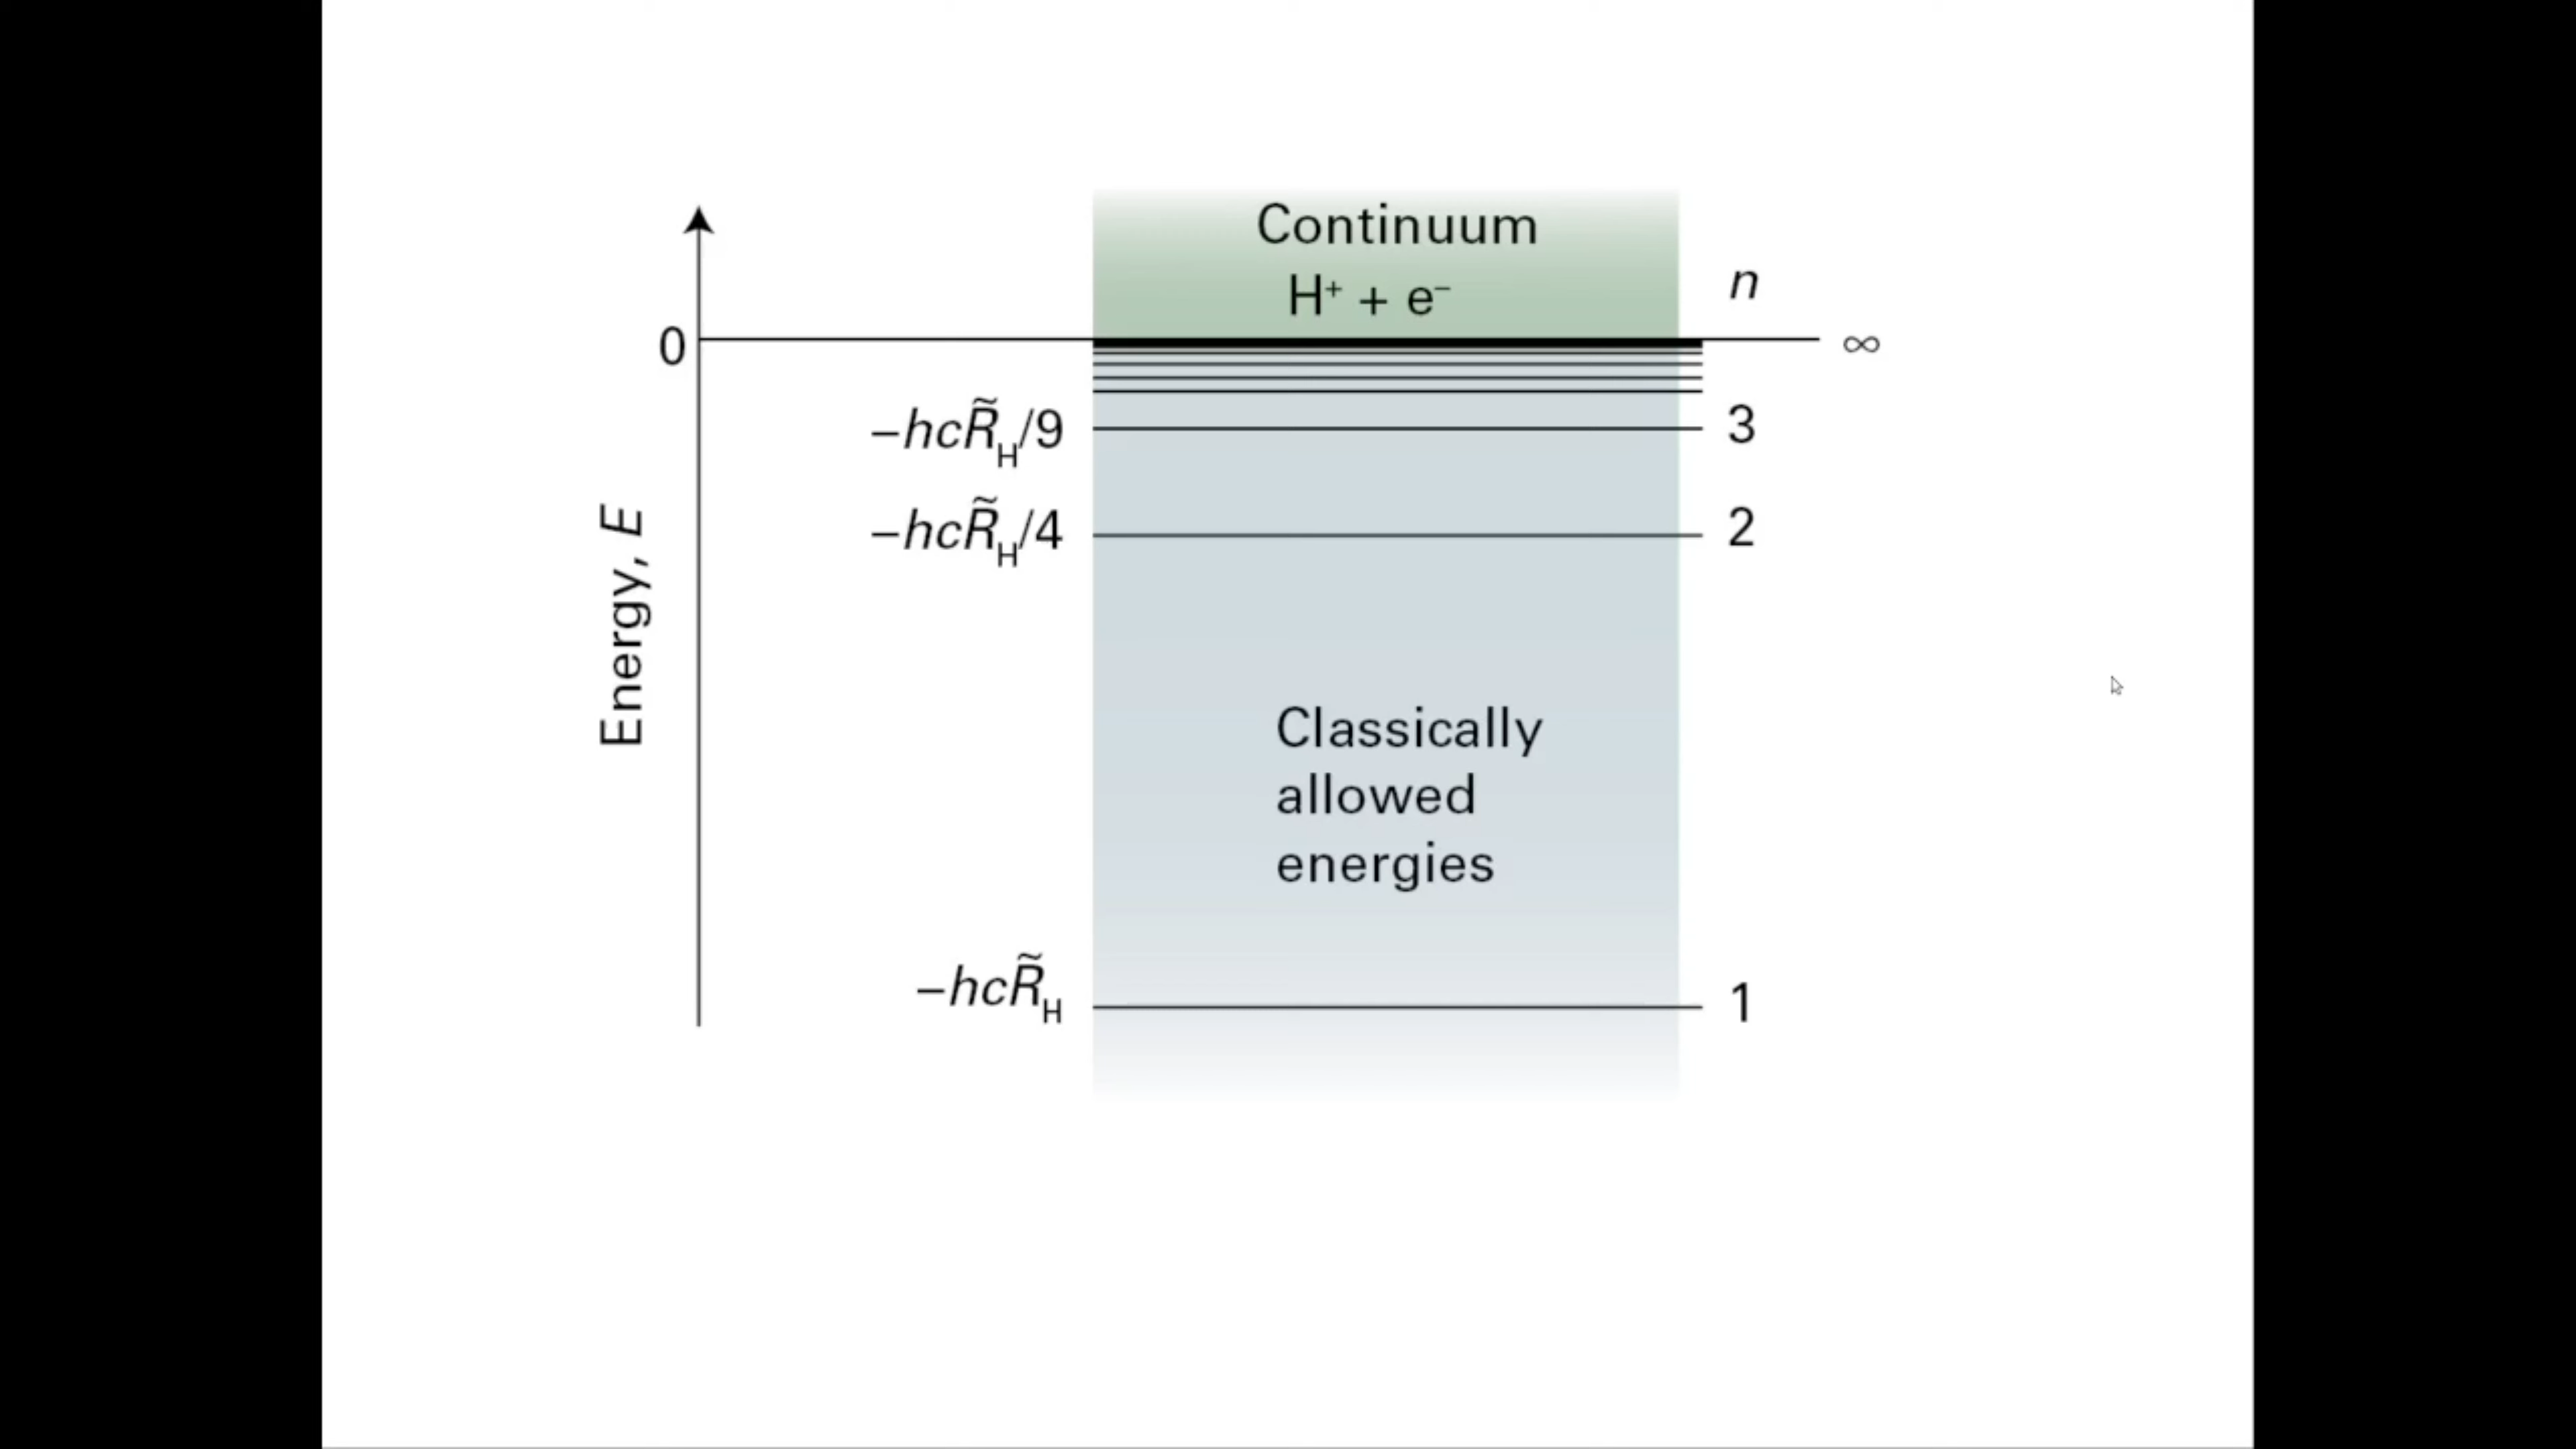 Continuum
H⁺ + e⁻
n
0
∞
−hcR̃H/9
3
−hcR̃H/4
2
Energy, E
Classically
allowed
energies
−hcR̃H
1